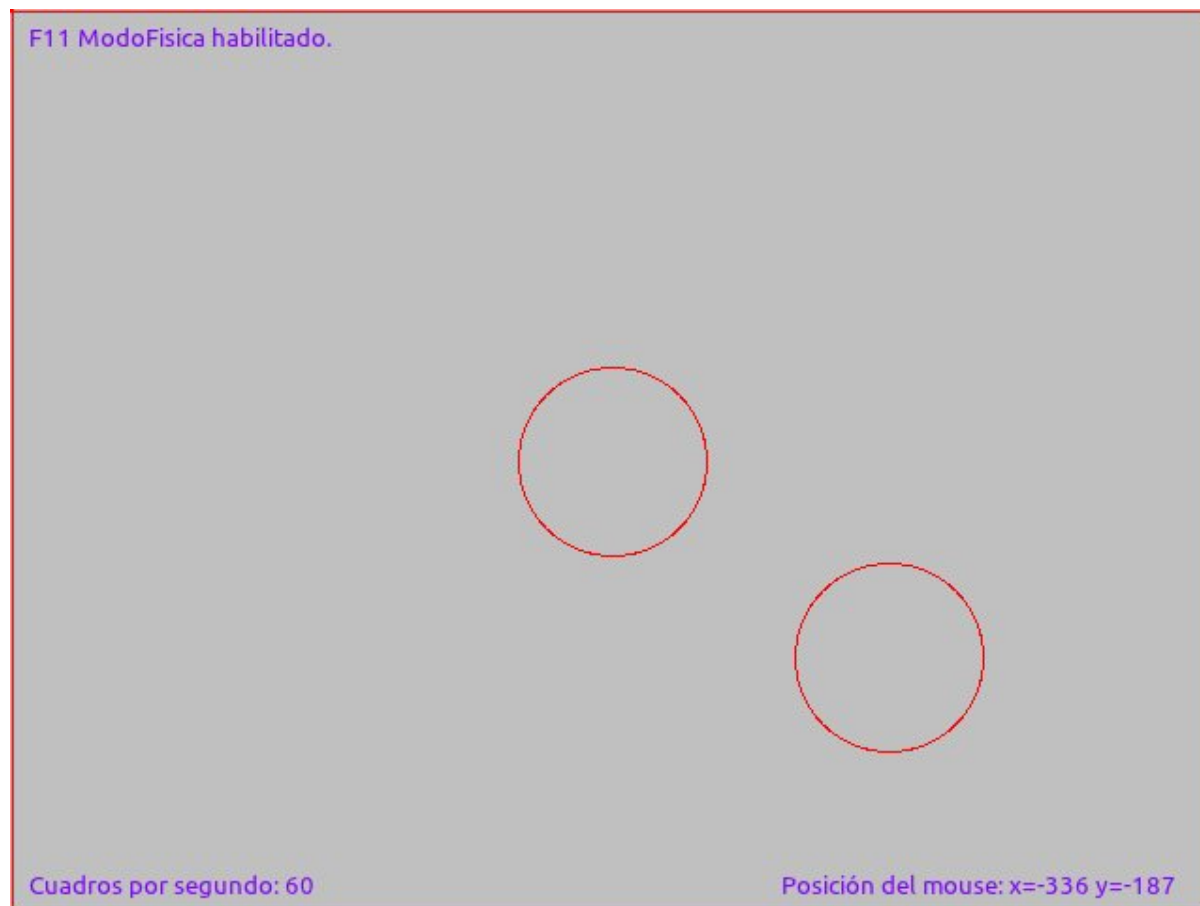 F11 ModoFisica habilitado.
Cuadros por segundo: 60
Posición del mouse: x=-336 y=-187